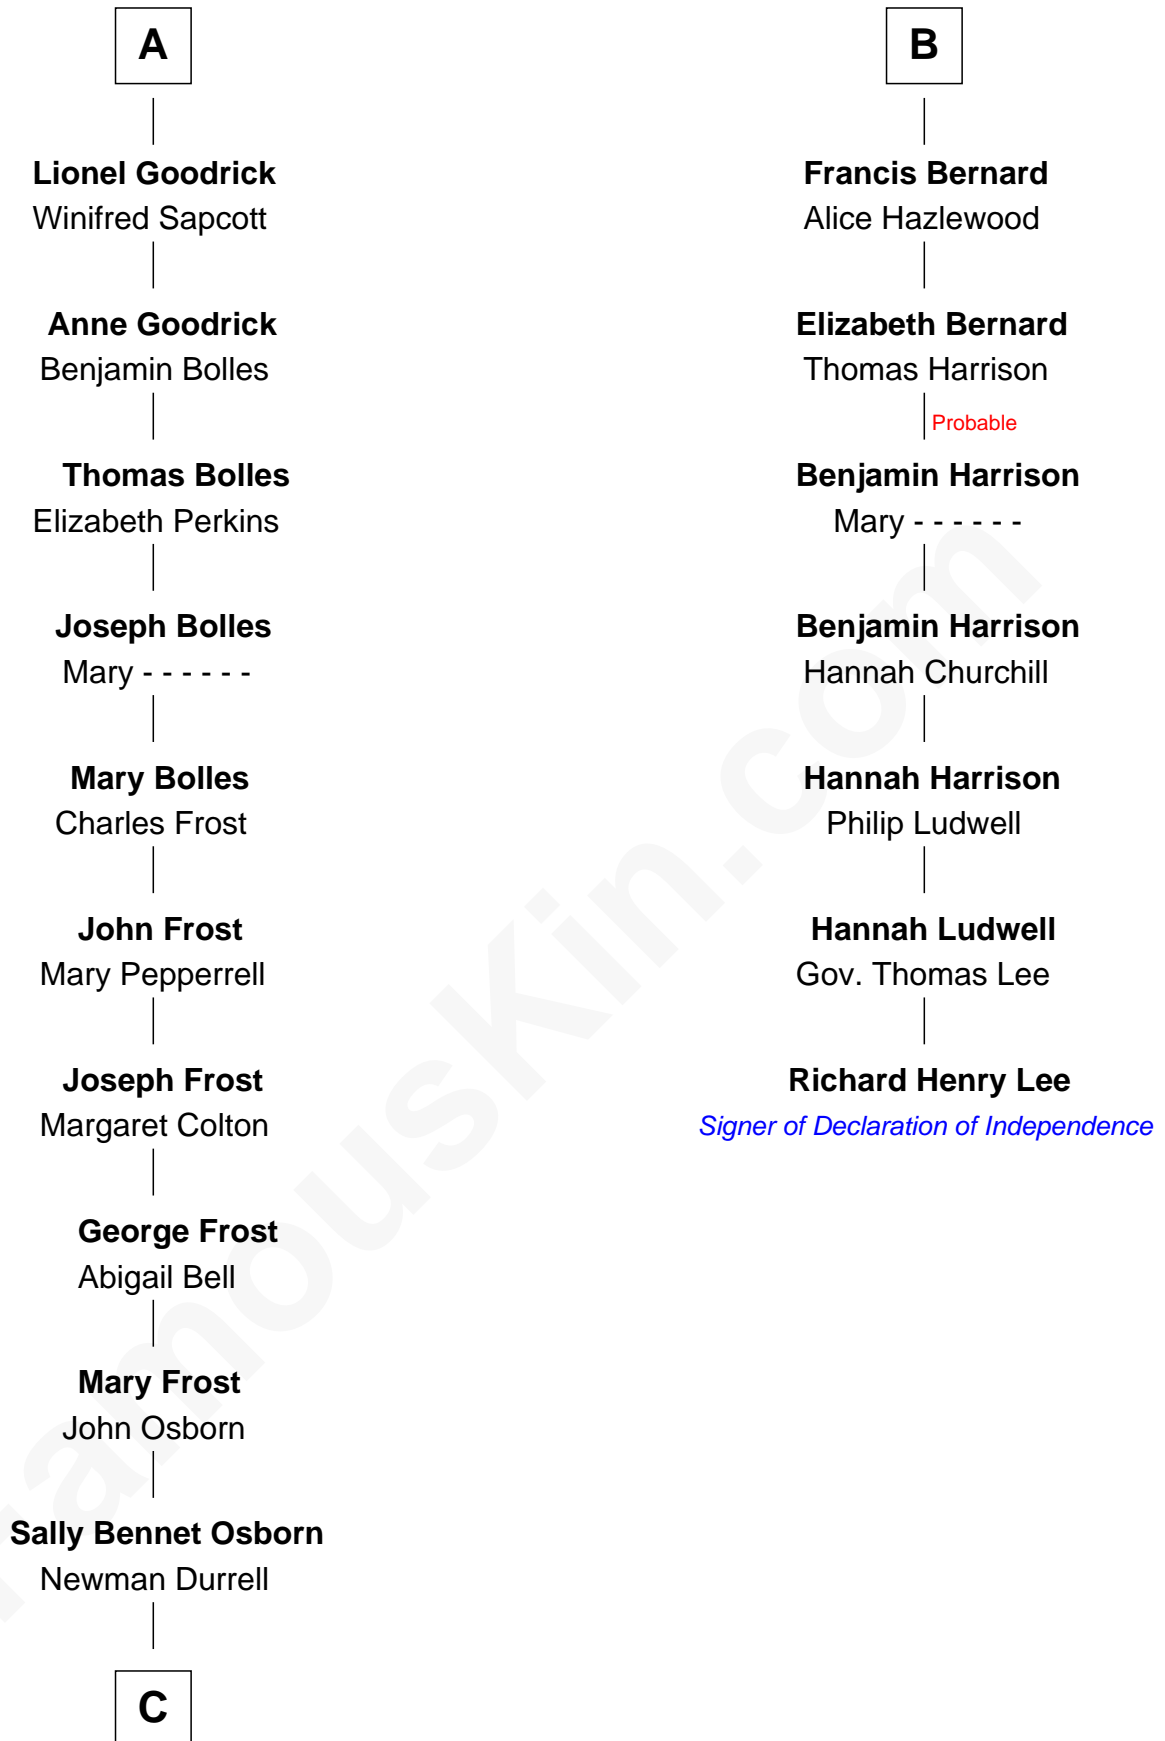 A
Lionel Goodrick
Winifred Sapcott
Anne Goodrick
Benjamin Bolles
Thomas Bolles
Elizabeth Perkins
Joseph Bolles
Mary - - - - - -
Mary Bolles
Charles Frost
John Frost
Mary Pepperrell
Joseph Frost
Margaret Colton
George Frost
Abigail Bell
Mary Frost
John Osborn
Sally Bennet Osborn
Newman Durrell
C
B
Francis Bernard
Alice Hazlewood
Elizabeth Bernard
Thomas Harrison
Probable
Benjamin Harrison
Mary - - - - - -
Benjamin Harrison
Hannah Churchill
Hannah Harrison
Philip Ludwell
Hannah Ludwell
Gov. Thomas Lee
Richard Henry Lee
Signer of Declaration of Independence
FamousKin.com